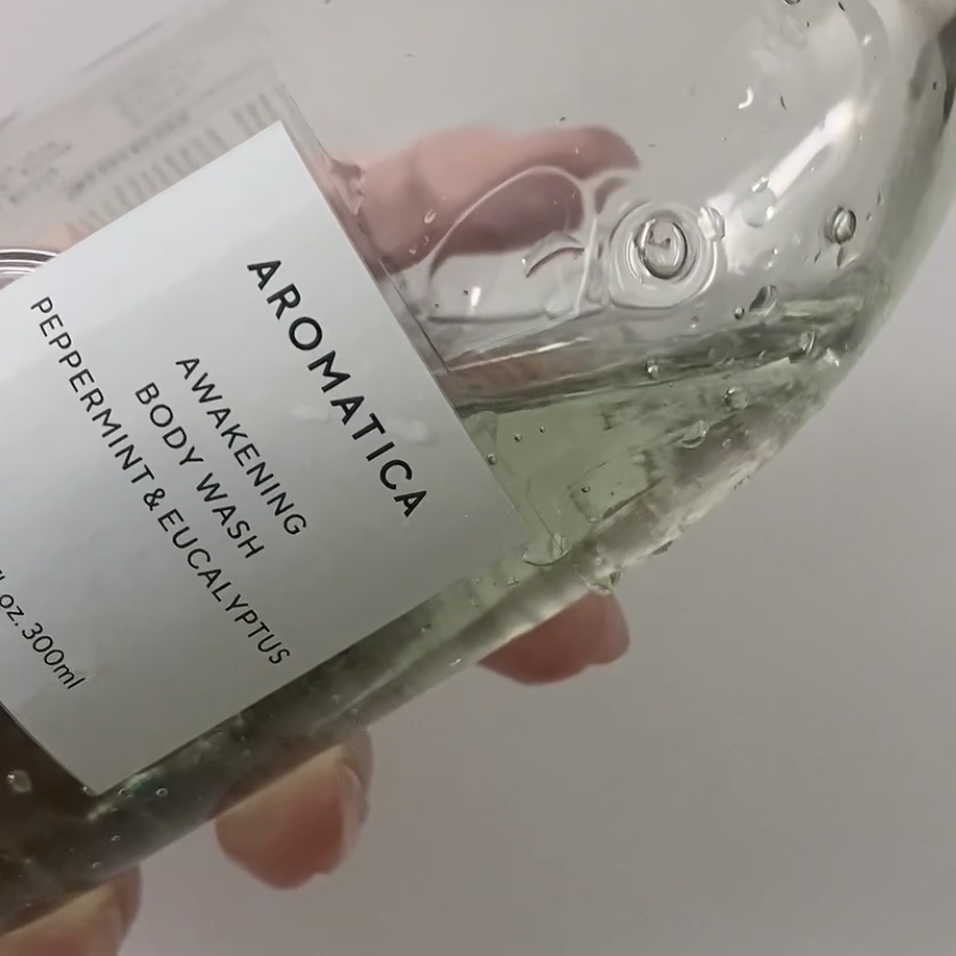 AROMATICA
AWAKENING
BODY WASH
PEPPERMINT & EUCALYPTUS
oz. 300ml